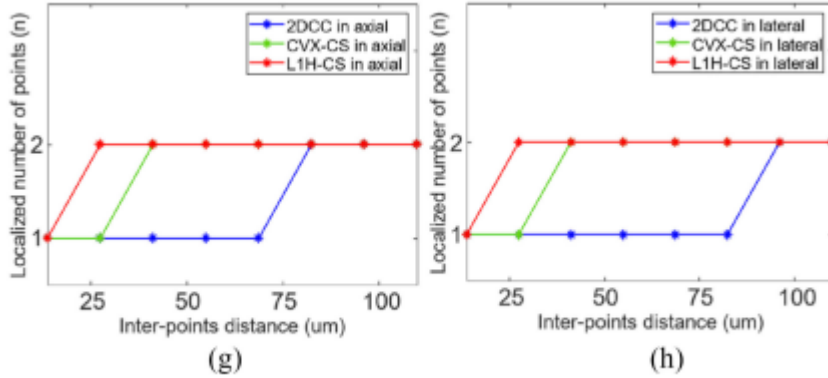 Localized number of points (n)
2
1
2DCC in axial
CVX-CS in axial
L1H-CS in axial
25 50 75 100
Inter-points distance (um)
(g)
Localized number of points (n)
2
1
2DCC in lateral
CVX-CS in lateral
L1H-CS in lateral
25 50 75 100
Inter-points distance (um)
(h)